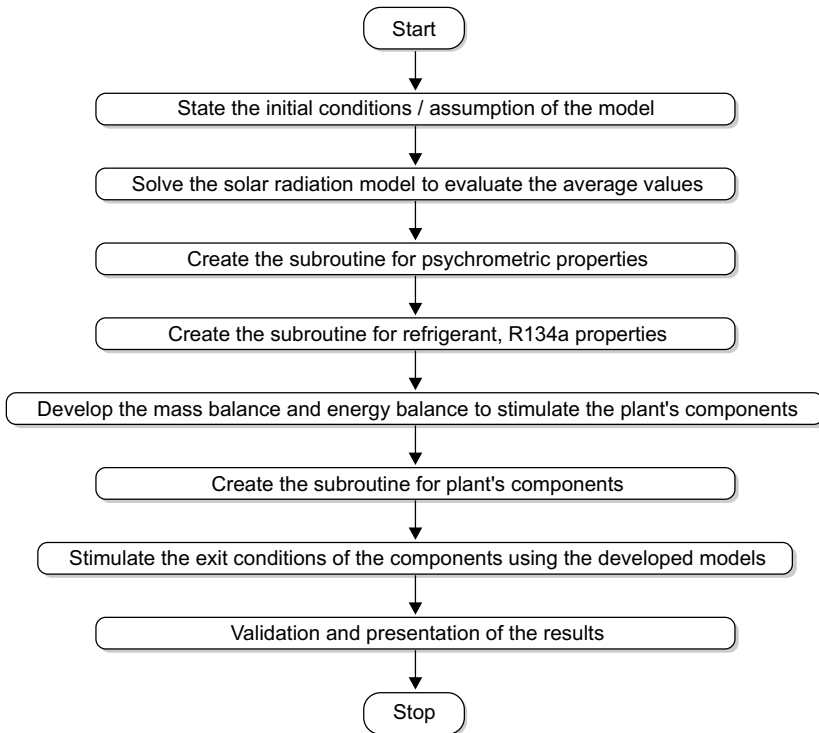 Start
State the initial conditions / assumption of the model
Solve the solar radiation model to evaluate the average values
Create the subroutine for psychrometric properties
Create the subroutine for refrigerant, R134a properties
Develop the mass balance and energy balance to stimulate the plant's components
Create the subroutine for plant's components
Stimulate the exit conditions of the components using the developed models
Validation and presentation of the results
Stop